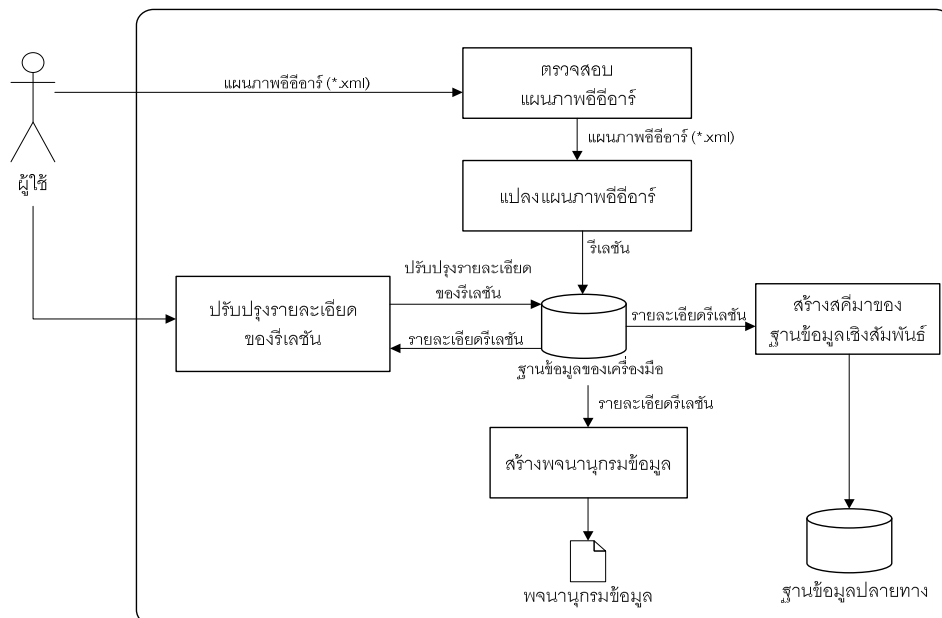 ตรวจสอบ
แผนภาพอีอีอาร์
แผนภาพอีอีอาร์ (*.xml)
แผนภาพอีอีอาร์ (*.xml)
ผู้ใช้
แปลงแผนภาพอีอีอาร์
รีเลชัน
ปรับปรุงรายละเอียด
ของรีเลชัน
ปรับปรุงรายละเอียด
ของรีเลชัน
รายละเอียดรีเลชัน
รายละเอียดรีเลชัน
สร้างสคีมาของ
ฐานข้อมูลเชิงสัมพันธ์
ฐานข้อมูลของเครื่องมือ
รายละเอียดรีเลชัน
สร้างพจนานุกรมข้อมูล
พจนานุกรมข้อมูล
ฐานข้อมูลปลายทาง